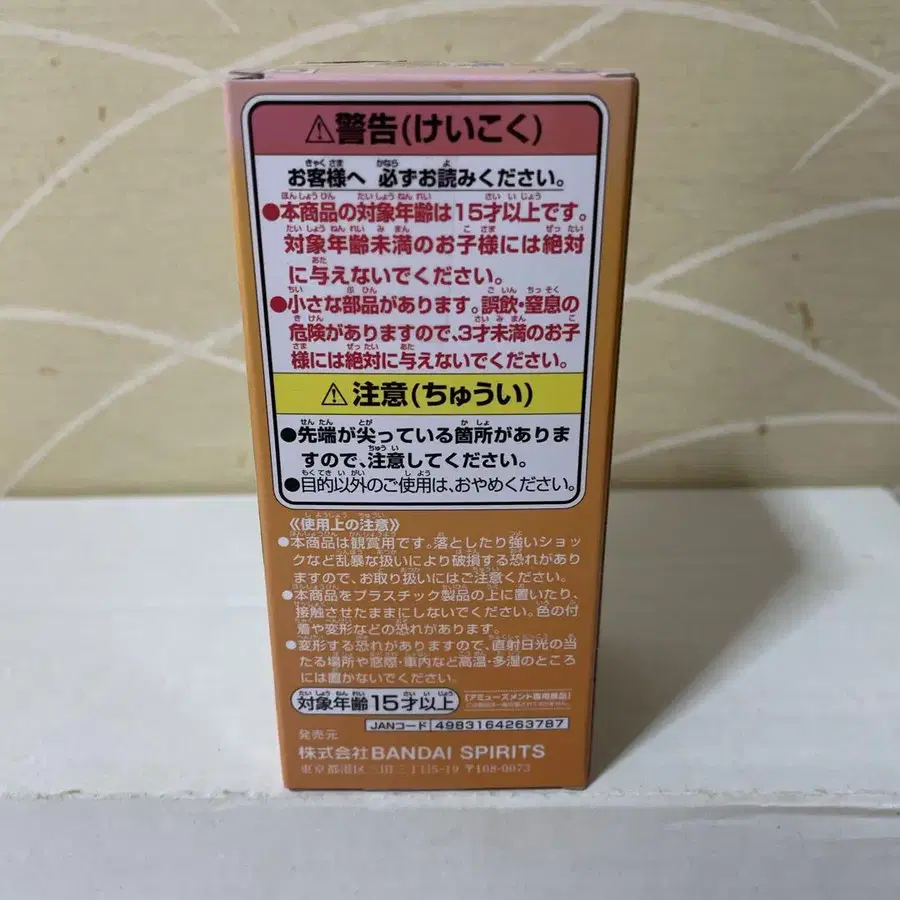 ⚠警告(けいこく)
お客様へ 必ずお読みください。
●本商品の対象年齢は15才以上です。
対象年齢未満のお子様には絶対
に与えないでください。
●小さな部品があります。誤飲・窒息の
危険がありますので、3才未満のお子
様には絶対に与えないでください。
⚠注意(ちゅうい)
●先端が尖っている箇所がありま
すので、注意してください。
●目的以外のご使用は、おやめください。
《使用上の注意》
●本商品は観賞用です。落としたり強いショッ
クなど乱暴な扱いにより破損する恐れがあり
ますので、お取り扱いにはご注意ください。
●本商品をプラスチック製品の上に置いたり、
接触させたままにしないでください。色の付
着や変形などの恐れがあります。
●変形する恐れがありますので、直射日光の当
たる場所や窓際・車内など高温・多湿のところ
には置かないでください。
対象年齢15才以上
[アミューズメント専用景品]
JANコード 4983164263787
発売元
株式会社BANDAI SPIRITS
東京都港区三田三丁目5-19 〒108-0073